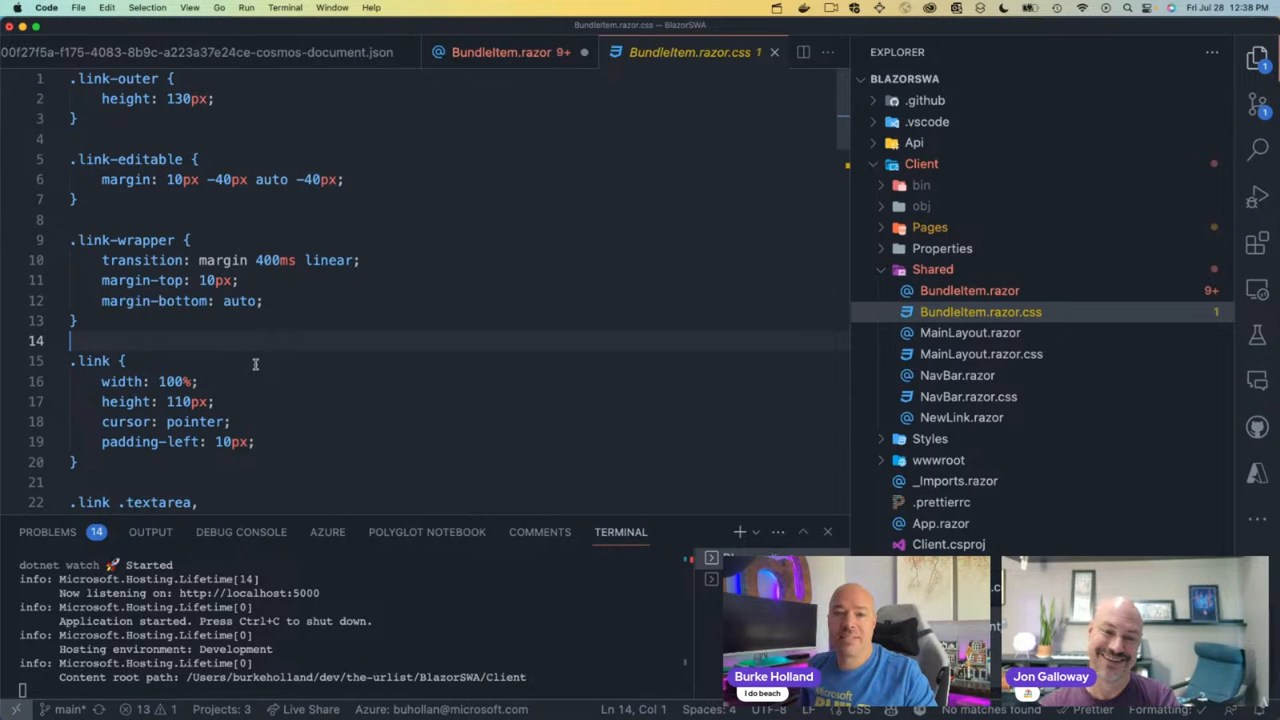 Code File Edit Selection View Go Run Terminal Window Help
Fri Jul 28 12:38 PM
BundleItem.razor.css — BlazorSWA
00f27f5a-f175-4083-8b9c-a223a37e24ce-cosmos-document.json
BundleItem.razor 9+
BundleItem.razor.css 1
1 .link-outer {
2 height: 130px;
3 }
4
5 .link-editable {
6 margin: 10px -40px auto -40px;
7 }
8
9 .link-wrapper {
10 transition: margin 400ms linear;
11 margin-top: 10px;
12 margin-bottom: auto;
13 }
14
15 .link {
16 width: 100%;
17 height: 110px;
18 cursor: pointer;
19 padding-left: 10px;
20 }
21
22 .link .textarea,
EXPLORER
BLAZORSWA
.github
.vscode
Api
Client
bin
obj
Pages
Properties
Shared
BundleItem.razor 9+
BundleItem.razor.css 1
MainLayout.razor
MainLayout.razor.css
NavBar.razor
NavBar.razor.css
NewLink.razor
Styles
wwwroot
_Imports.razor
.prettierrc
App.razor
Client.csproj
1
1
PROBLEMS 14 OUTPUT DEBUG CONSOLE AZURE POLYGLOT NOTEBOOK COMMENTS TERMINAL
dotnet watch 🚀 Started
info: Microsoft.Hosting.Lifetime[14]
Now listening on: http://localhost:5000
info: Microsoft.Hosting.Lifetime[0]
Application started. Press Ctrl+C to shut down.
info: Microsoft.Hosting.Lifetime[0]
Hosting environment: Development
info: Microsoft.Hosting.Lifetime[0]
Content root path: /Users/burkeholland/dev/the-urlist/BlazorSWA/Client
Burke Holland
I do beach
Jon Galloway
main* 13 1 Projects: 3 Live Share Azure: buhollan@microsoft.com Ln 14, Col 1 Spaces: 4 UTF-8 LF CSS No matches found Prettier Formatting: ✓